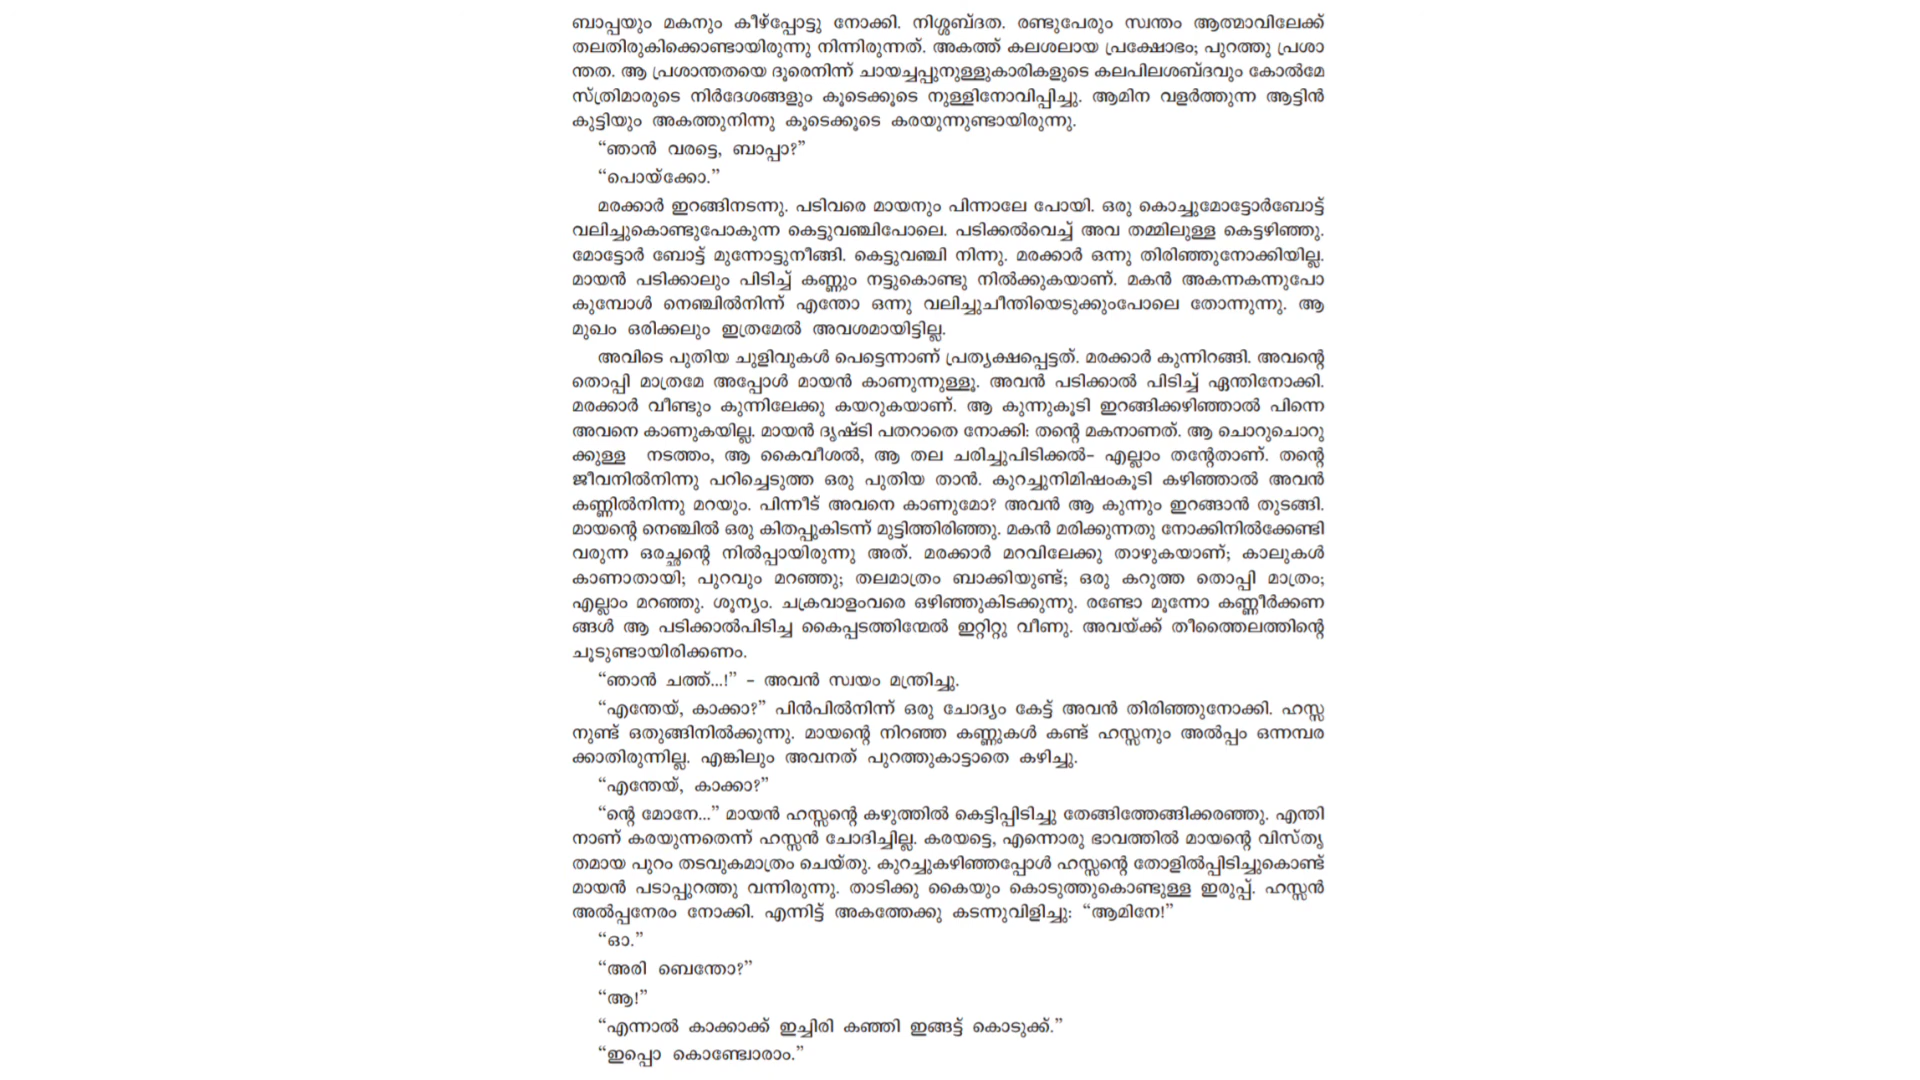 ബാപ്പയും മകനും കീഴ്പ്പോട്ടു നോക്കി. നിശ്ശബ്ദത. രണ്ടുപേരും സ്വന്തം ആത്മാവിലേക്ക്
തലതിരുകിക്കൊണ്ടായിരുന്നു നിന്നിരുന്നത്. അകത്ത് കലശലായ പ്രക്ഷോഭം; പുറത്തു പ്രശാ
ന്തത. ആ പ്രശാന്തതയെ ദൂരെനിന്ന് ചായച്ചപ്പുനുള്ളുകാരികളുടെ കലപിലശബ്ദവും കോൽമേ
സ്ത്രിമാരുടെ നിർദേശങ്ങളും കൂടെക്കൂടെ നുള്ളിനോവിപ്പിച്ചു. ആമിന വളർത്തുന്ന ആട്ടിൻ
കുട്ടിയും അകത്തുനിന്നു കൂടെക്കൂടെ കരയുന്നുണ്ടായിരുന്നു.
“ഞാൻ വരട്ടെ, ബാപ്പാ?”
“പൊയ്ക്കോ.”
മരക്കാർ ഇറങ്ങിനടന്നു. പടിവരെ മായനും പിന്നാലേ പോയി. ഒരു കൊച്ചുമോട്ടോർബോട്ട്
വലിച്ചുകൊണ്ടുപോകുന്ന കെട്ടുവഞ്ചിപോലെ. പടിക്കൽവെച്ച് അവ തമ്മിലുള്ള കെട്ടഴിഞ്ഞു.
മോട്ടോർ ബോട്ട് മുന്നോട്ടുനീങ്ങി. കെട്ടുവഞ്ചി നിന്നു. മരക്കാർ ഒന്നു തിരിഞ്ഞുനോക്കിയില്ല.
മായൻ പടിക്കാലും പിടിച്ച് കണ്ണും നട്ടുകൊണ്ടു നിൽക്കുകയാണ്. മകൻ അകന്നകന്നുപോ
കുമ്പോൾ നെഞ്ചിൽനിന്ന് എന്തോ ഒന്നു വലിച്ചുചീന്തിയെടുക്കുംപോലെ തോന്നുന്നു. ആ
മുഖം ഒരിക്കലും ഇത്രമേൽ അവശമായിട്ടില്ല.
അവിടെ പുതിയ ചുളിവുകൾ പെട്ടെന്നാണ് പ്രത്യക്ഷപ്പെട്ടത്. മരക്കാർ കുന്നിറങ്ങി. അവന്റെ
തൊപ്പി മാത്രമേ അപ്പോൾ മായൻ കാണുന്നുള്ളൂ. അവൻ പടിക്കാൽ പിടിച്ച് ഏന്തിനോക്കി.
മരക്കാർ വീണ്ടും കുന്നിലേക്കു കയറുകയാണ്. ആ കുന്നുകൂടി ഇറങ്ങിക്കഴിഞ്ഞാൽ പിന്നെ
അവനെ കാണുകയില്ല. മായൻ ദൃഷ്ടി പതറാതെ നോക്കി: തന്റെ മകനാണത്. ആ ചൊറുചൊറു
ക്കുള്ള നടത്തം, ആ കൈവീശൽ, ആ തല ചരിച്ചുപിടിക്കൽ– എല്ലാം തന്റേതാണ്. തന്റെ
ജീവനിൽനിന്നു പറിച്ചെടുത്ത ഒരു പുതിയ താൻ. കുറച്ചുനിമിഷംകൂടി കഴിഞ്ഞാൽ അവൻ
കണ്ണിൽനിന്നു മറയും. പിന്നീട് അവനെ കാണുമോ? അവൻ ആ കുന്നും ഇറങ്ങാൻ തുടങ്ങി.
മായന്റെ നെഞ്ചിൽ ഒരു കിതപ്പുകിടന്ന് മുട്ടിത്തിരിഞ്ഞു. മകൻ മരിക്കുന്നതു നോക്കിനിൽക്കേണ്ടി
വരുന്ന ഒരച്ഛന്റെ നിൽപ്പായിരുന്നു അത്. മരക്കാർ മറവിലേക്കു താഴുകയാണ്; കാലുകൾ
കാണാതായി; പുറവും മറഞ്ഞു; തലമാത്രം ബാക്കിയുണ്ട്; ഒരു കറുത്ത തൊപ്പി മാത്രം;
എല്ലാം മറഞ്ഞു. ശൂന്യം. ചക്രവാളംവരെ ഒഴിഞ്ഞുകിടക്കുന്നു. രണ്ടോ മൂന്നോ കണ്ണീർക്കണ
ങ്ങൾ ആ പടിക്കാൽപിടിച്ച കൈപ്പടത്തിന്മേൽ ഇറ്റിറ്റു വീണു. അവയ്ക്ക് തീത്തൈലത്തിന്റെ
ചൂടുണ്ടായിരിക്കണം.
“ഞാൻ ചത്ത്...!” – അവൻ സ്വയം മന്ത്രിച്ചു.
“എന്തേയ്, കാക്കാ?” പിൻപിൽനിന്ന് ഒരു ചോദ്യം കേട്ട് അവൻ തിരിഞ്ഞുനോക്കി. ഹസ്സ
നുണ്ട് ഒതുങ്ങിനിൽക്കുന്നു. മായന്റെ നിറഞ്ഞ കണ്ണുകൾ കണ്ട് ഹസ്സനും അൽപ്പം ഒന്നമ്പര
ക്കാതിരുന്നില്ല. എങ്കിലും അവനത് പുറത്തുകാട്ടാതെ കഴിച്ചു.
“എന്തേയ്, കാക്കാ?”
“ന്റെ മോനേ...” മായൻ ഹസ്സന്റെ കഴുത്തിൽ കെട്ടിപ്പിടിച്ചു തേങ്ങിത്തേങ്ങിക്കരഞ്ഞു. എന്തി
നാണ് കരയുന്നതെന്ന് ഹസ്സൻ ചോദിച്ചില്ല. കരയട്ടെ, എന്നൊരു ഭാവത്തിൽ മായന്റെ വിസ്തൃ
തമായ പുറം തടവുകമാത്രം ചെയ്തു. കുറച്ചുകഴിഞ്ഞപ്പോൾ ഹസ്സന്റെ തോളിൽപ്പിടിച്ചുകൊണ്ട്
മായൻ പടാപ്പുറത്തു വന്നിരുന്നു. താടിക്കു കൈയും കൊടുത്തുകൊണ്ടുള്ള ഇരുപ്പ്. ഹസ്സൻ
അൽപ്പനേരം നോക്കി. എന്നിട്ട് അകത്തേക്കു കടന്നുവിളിച്ചു: “ആമിനേ!”
“ഓ.”
“അരി ബെന്തോ?”
“ആ!”
“എന്നാൽ കാക്കാക്ക് ഇച്ചിരി കഞ്ഞി ഇങ്ങട്ട് കൊടുക്ക്.”
“ഇപ്പൊ കൊണ്ടോരാം.”